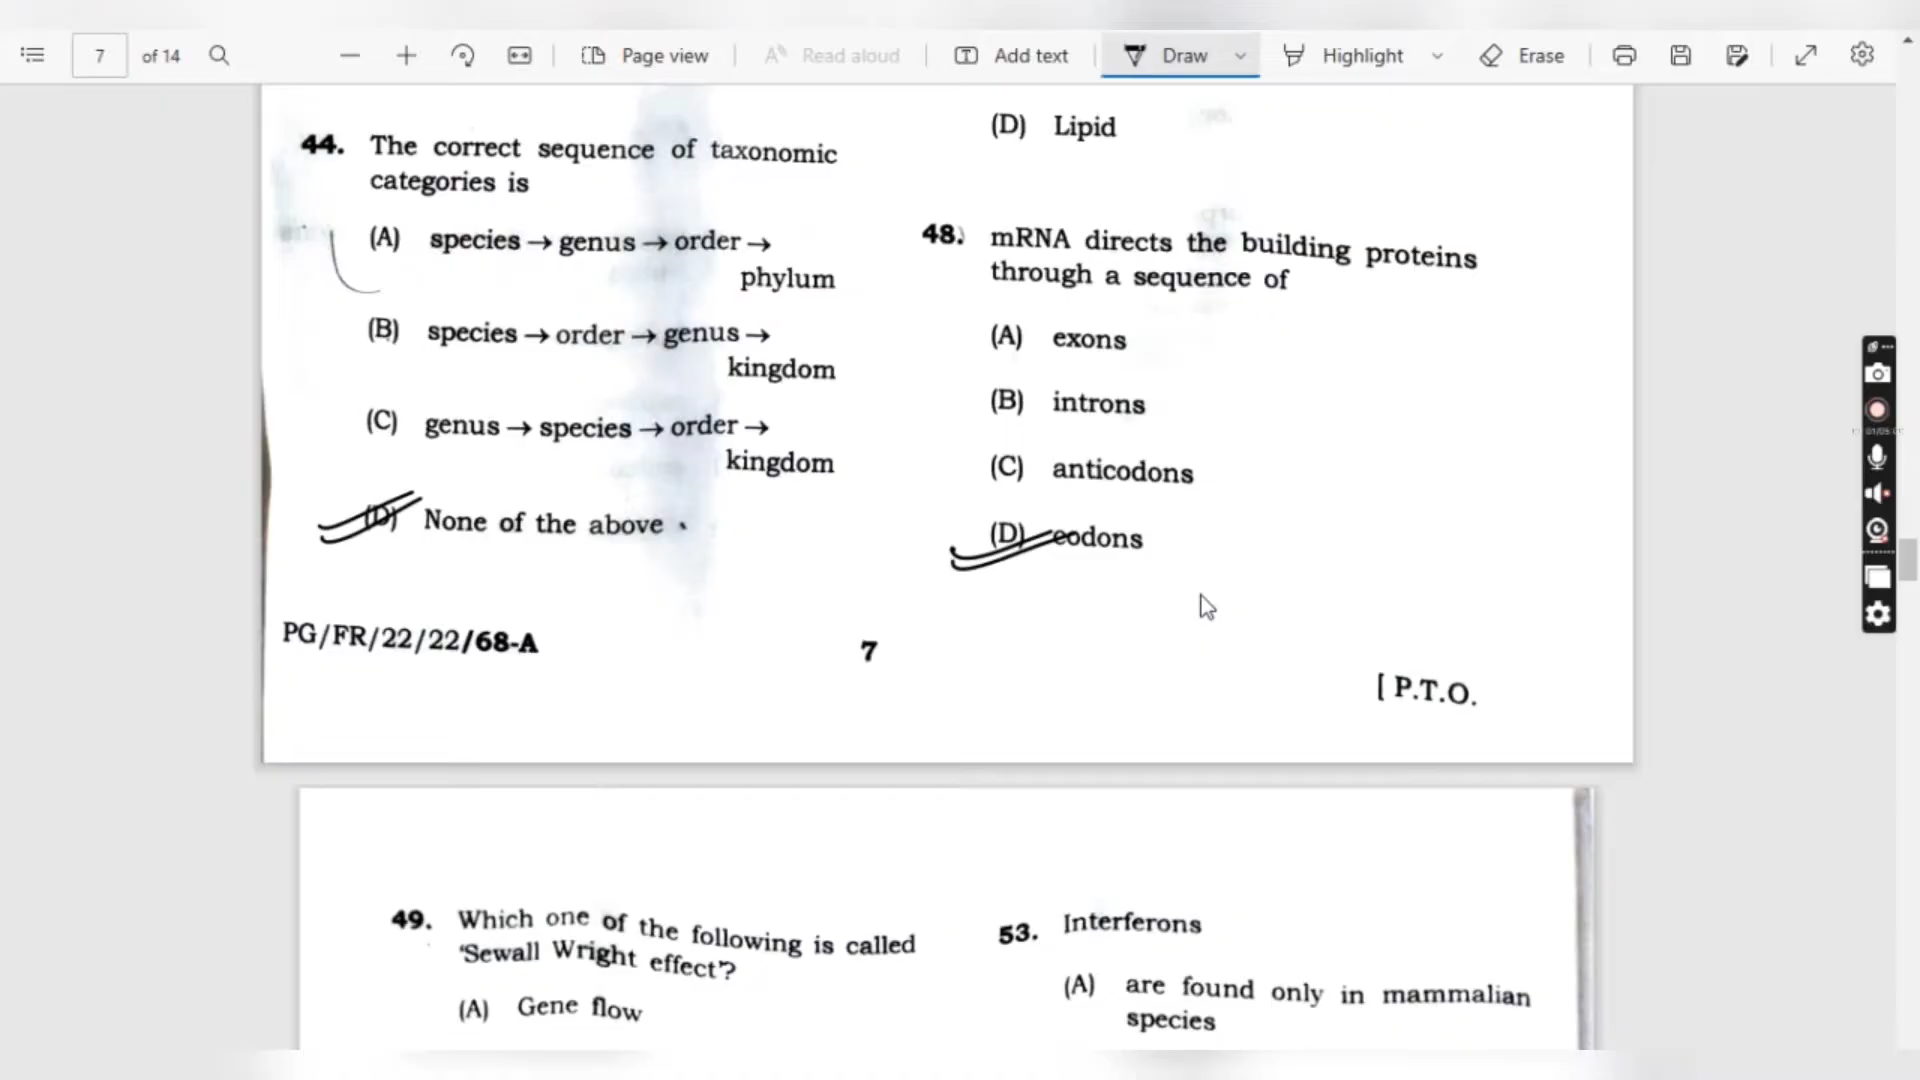 7 of 14 Page view Read aloud Add text Draw Highlight Erase
44. The correct sequence of taxonomic
categories is
(A) species → genus → order →
phylum
(B) species → order → genus →
kingdom
(C) genus → species → order →
kingdom
(D) None of the above
(D) Lipid
48. mRNA directs the building proteins
through a sequence of
(A) exons
(B) introns
(C) anticodons
(D) codons
PG/FR/22/22/68-A
7
[ P.T.O.
49. Which one of the following is called
'Sewall Wright effect'?
(A) Gene flow
53. Interferons
(A) are found only in mammalian
species